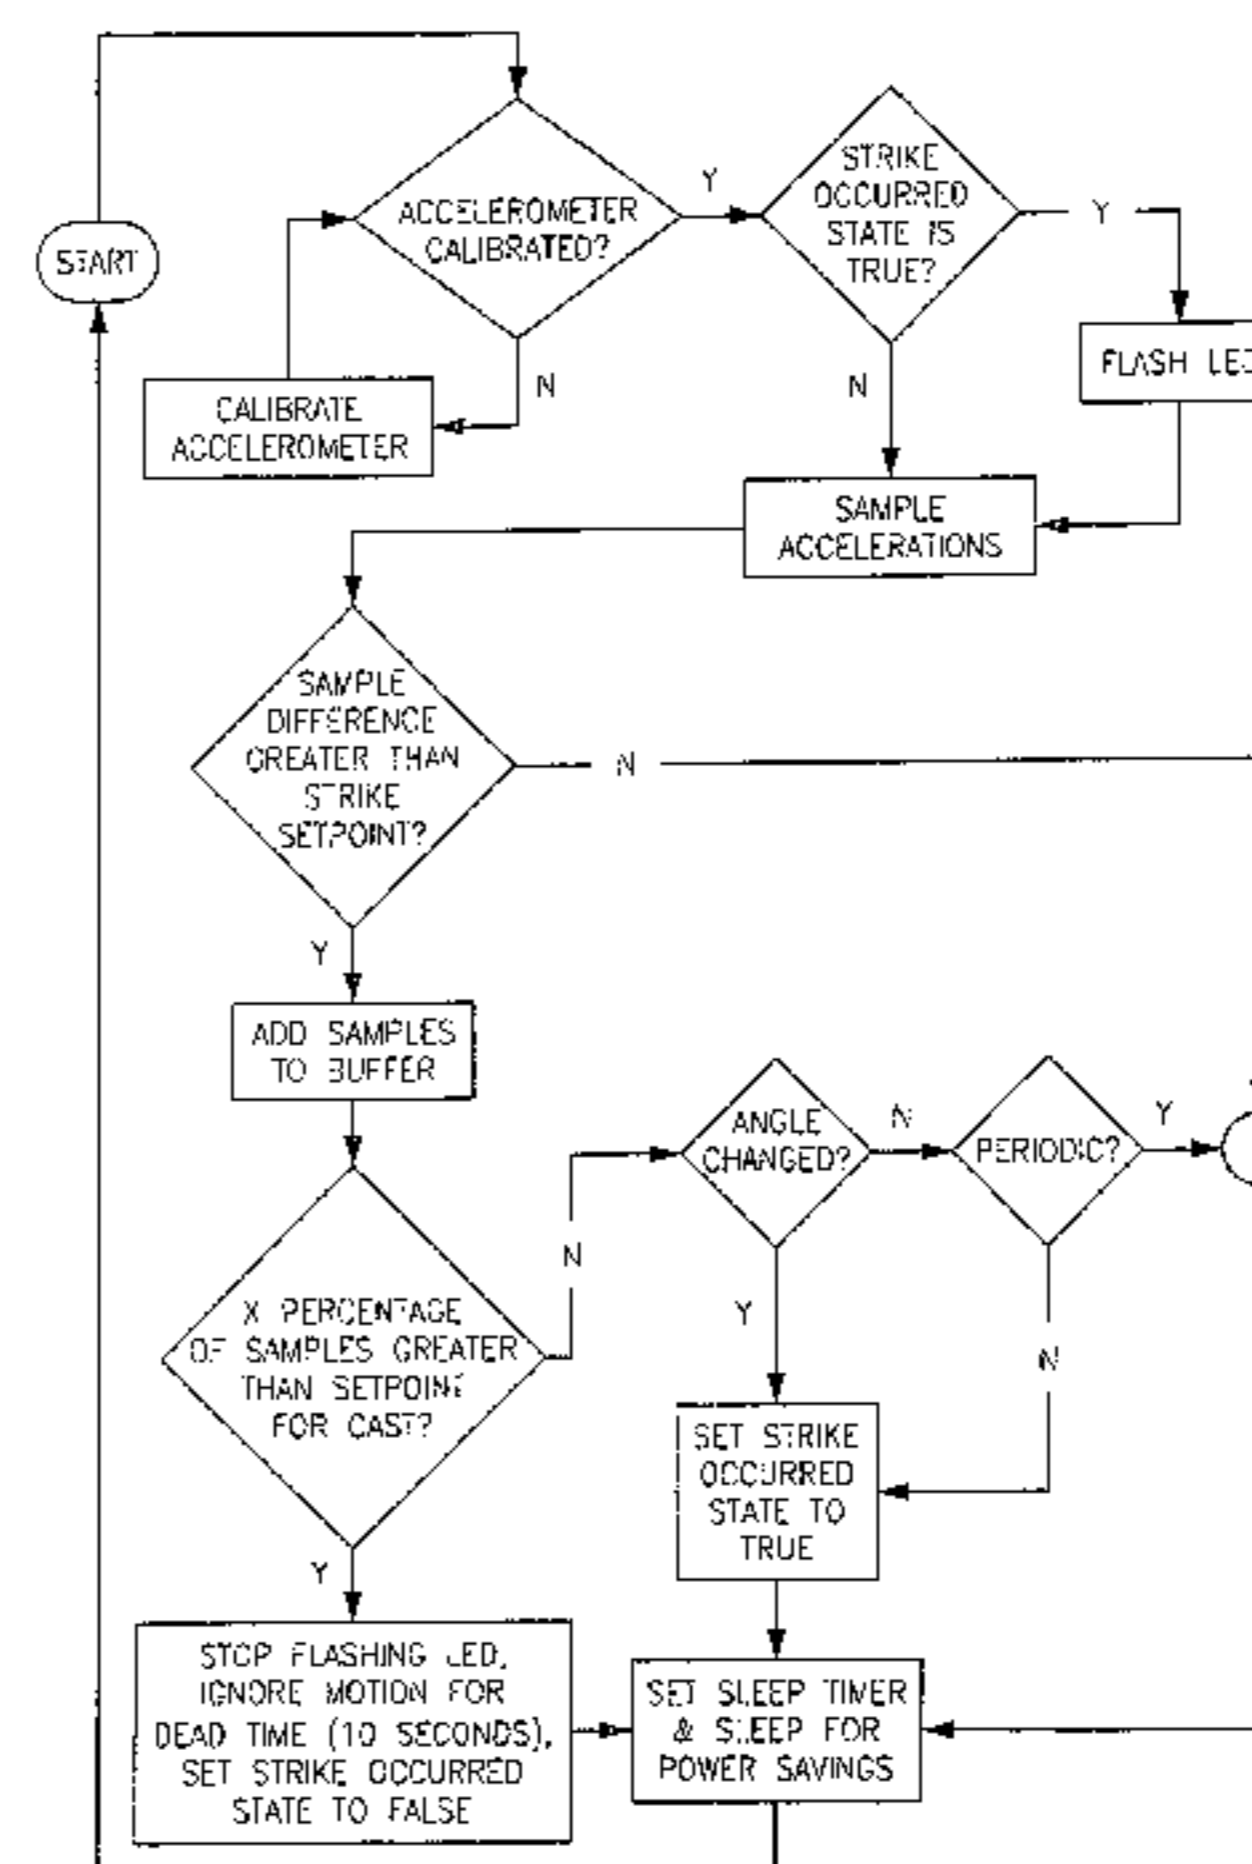 START
ACCELEROMETER
CALIBRATED?
Y
STRIKE
OCCURRED
STATE IS
TRUE?
Y
N
CALIBRATE
ACCELEROMETER
N
FLASH LED
SAMPLE
ACCELERATIONS
SAMPLE
DIFFERENCE
GREATER THAN
STRIKE
SETPOINT?
N
Y
ADD SAMPLES
TO BUFFER
ANGLE
CHANGED?
N
PERIODIC?
Y
N
X PERCENTAGE
OF SAMPLES GREATER
THAN SETPOINT
FOR CAST?
Y
N
SET STRIKE
OCCURRED
STATE TO
TRUE
Y
STOP FLASHING LED,
IGNORE MOTION FOR
DEAD TIME (10 SECONDS),
SET STRIKE OCCURRED
STATE TO FALSE
SET SLEEP TIMER
& SLEEP FOR
POWER SAVINGS